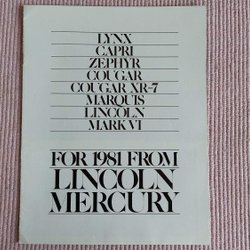 LYNX
CAPRI
ZEPHYR
COUGAR
COUGAR XR-7
MARQUIS
LINCOLN
MARK VI
FOR 1981 FROM
LINCOLN
MERCURY